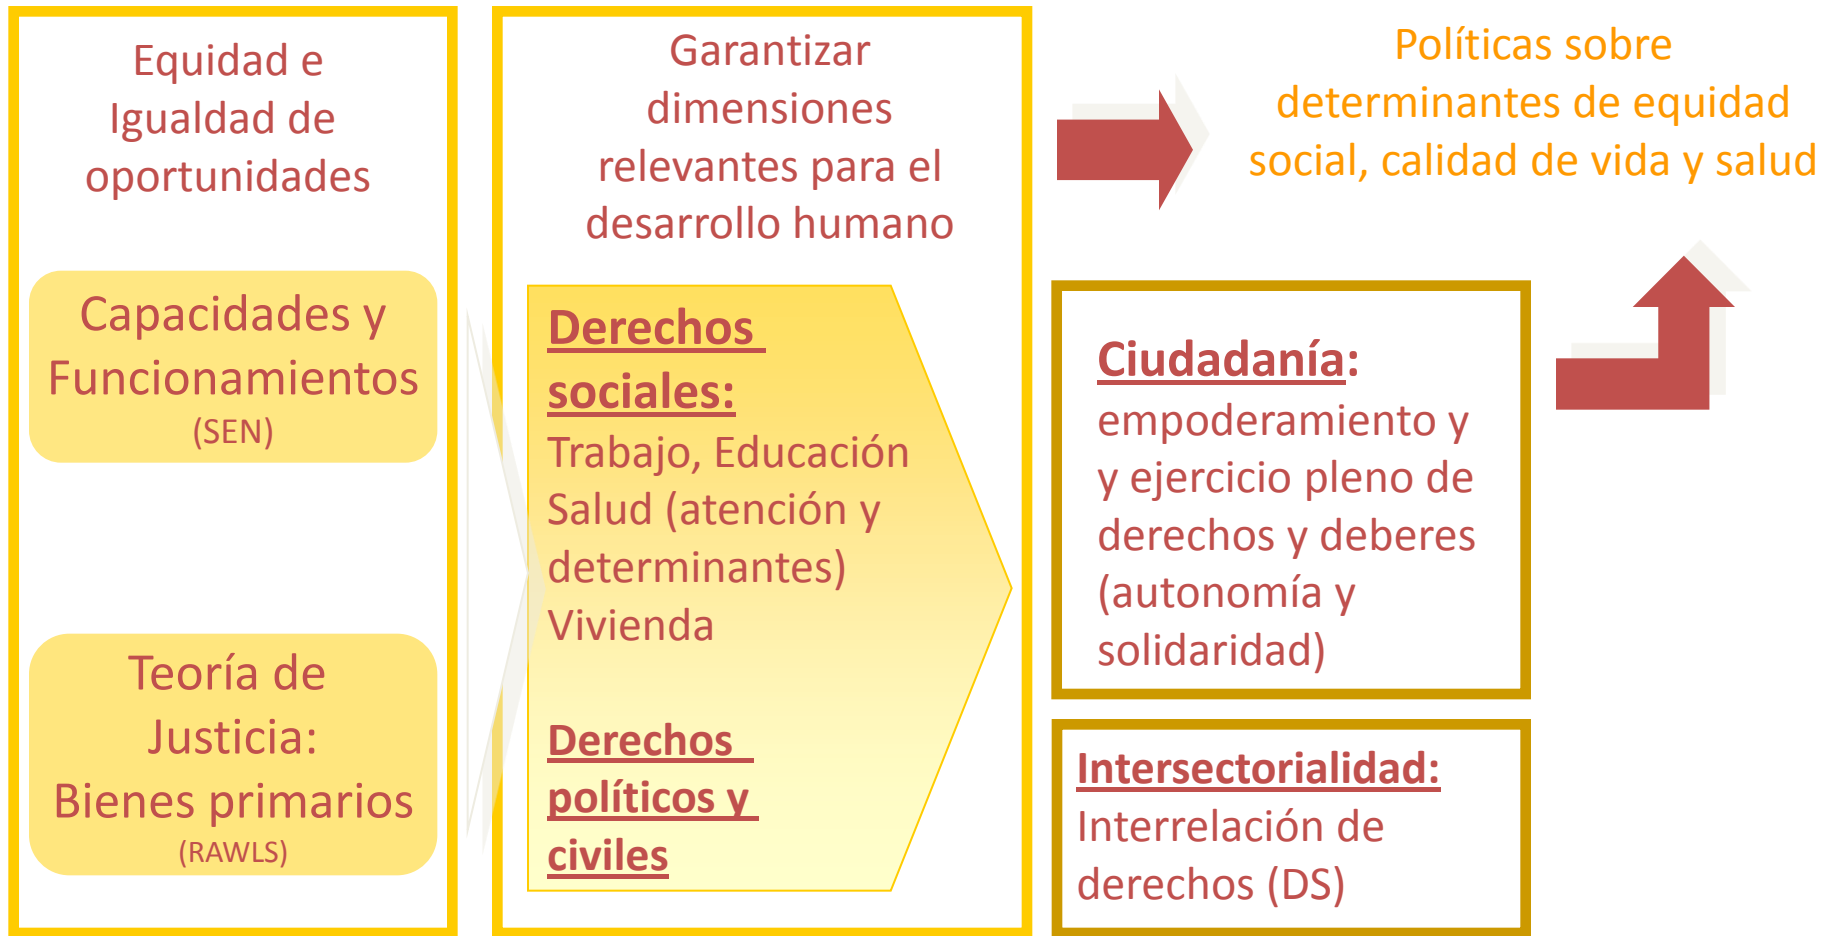 Equidad e
Igualdad de
oportunidades
Capacidades y
Funcionamientos
(SEN)
Teoría de
Justicia:
Bienes primarios
(RAWLS)
Garantizar
dimensiones
relevantes para el
desarrollo humano
Derechos
sociales:
Trabajo, Educación
Salud (atención y
determinantes)
Vivienda
Derechos
políticos y
civiles
Políticas sobre
determinantes de equidad
social, calidad de vida y salud
Ciudadanía:
empoderamiento y
y ejercicio pleno de
derechos y deberes
(autonomía y
solidaridad)
Intersectorialidad:
Interrelación de
derechos (DS)